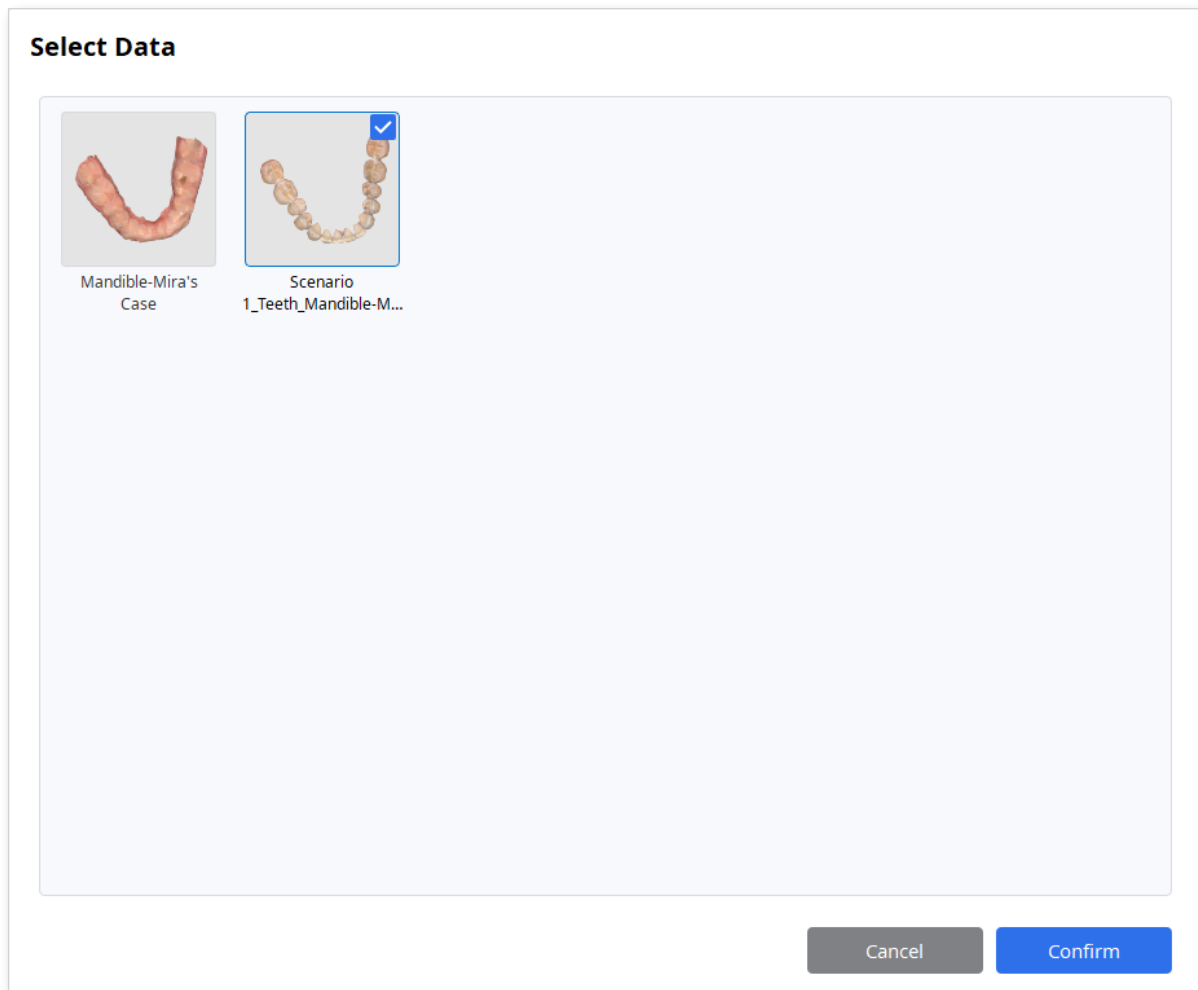 Select Data
Mandible-Mira's
Case
Scenario
1_Teeth_Mandible-M...
Cancel
Confirm